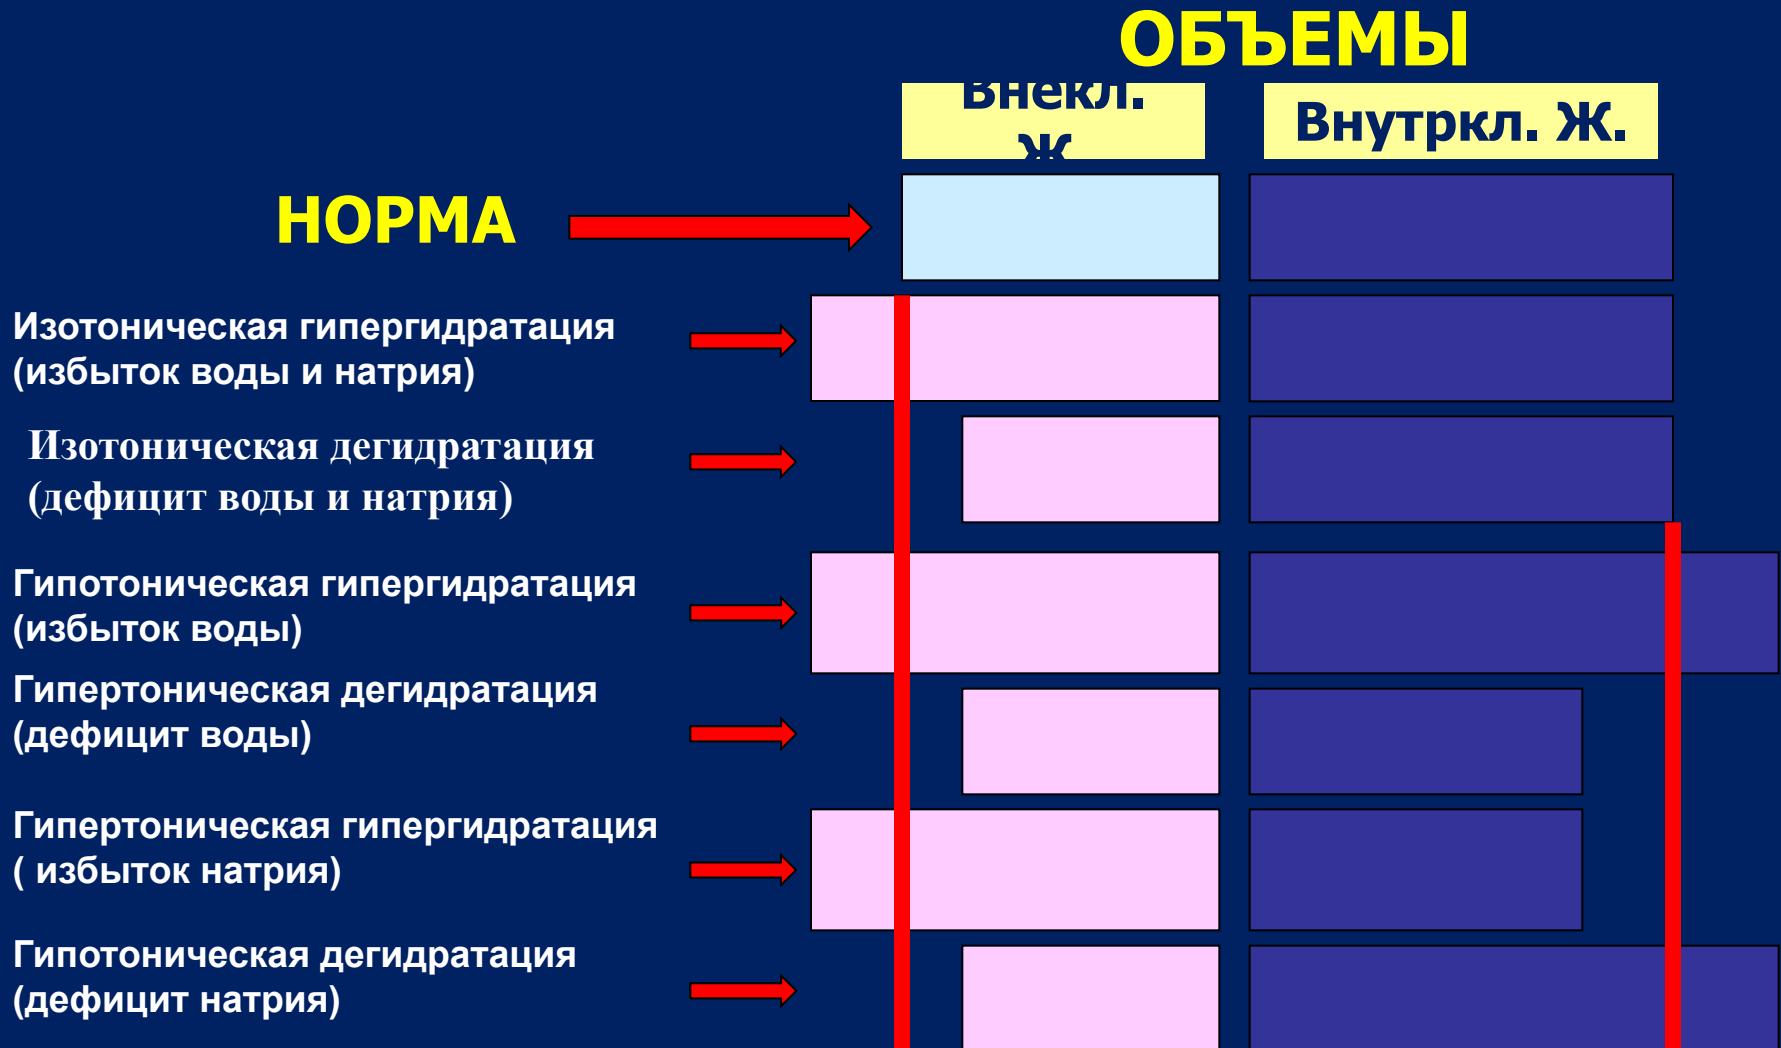 ОБЪЕМЫ
Внекл.
Ж
Внутркл. Ж.
НОРМА
Изотоническая гипергидратация
(избыток воды и натрия)
Изотоническая дегидратация
(дефицит воды и натрия)
Гипотоническая гипергидратация
(избыток воды)
Гипертоническая дегидратация
(дефицит воды)
Гипертоническая гипергидратация
( избыток натрия)
Гипотоническая дегидратация
(дефицит натрия)